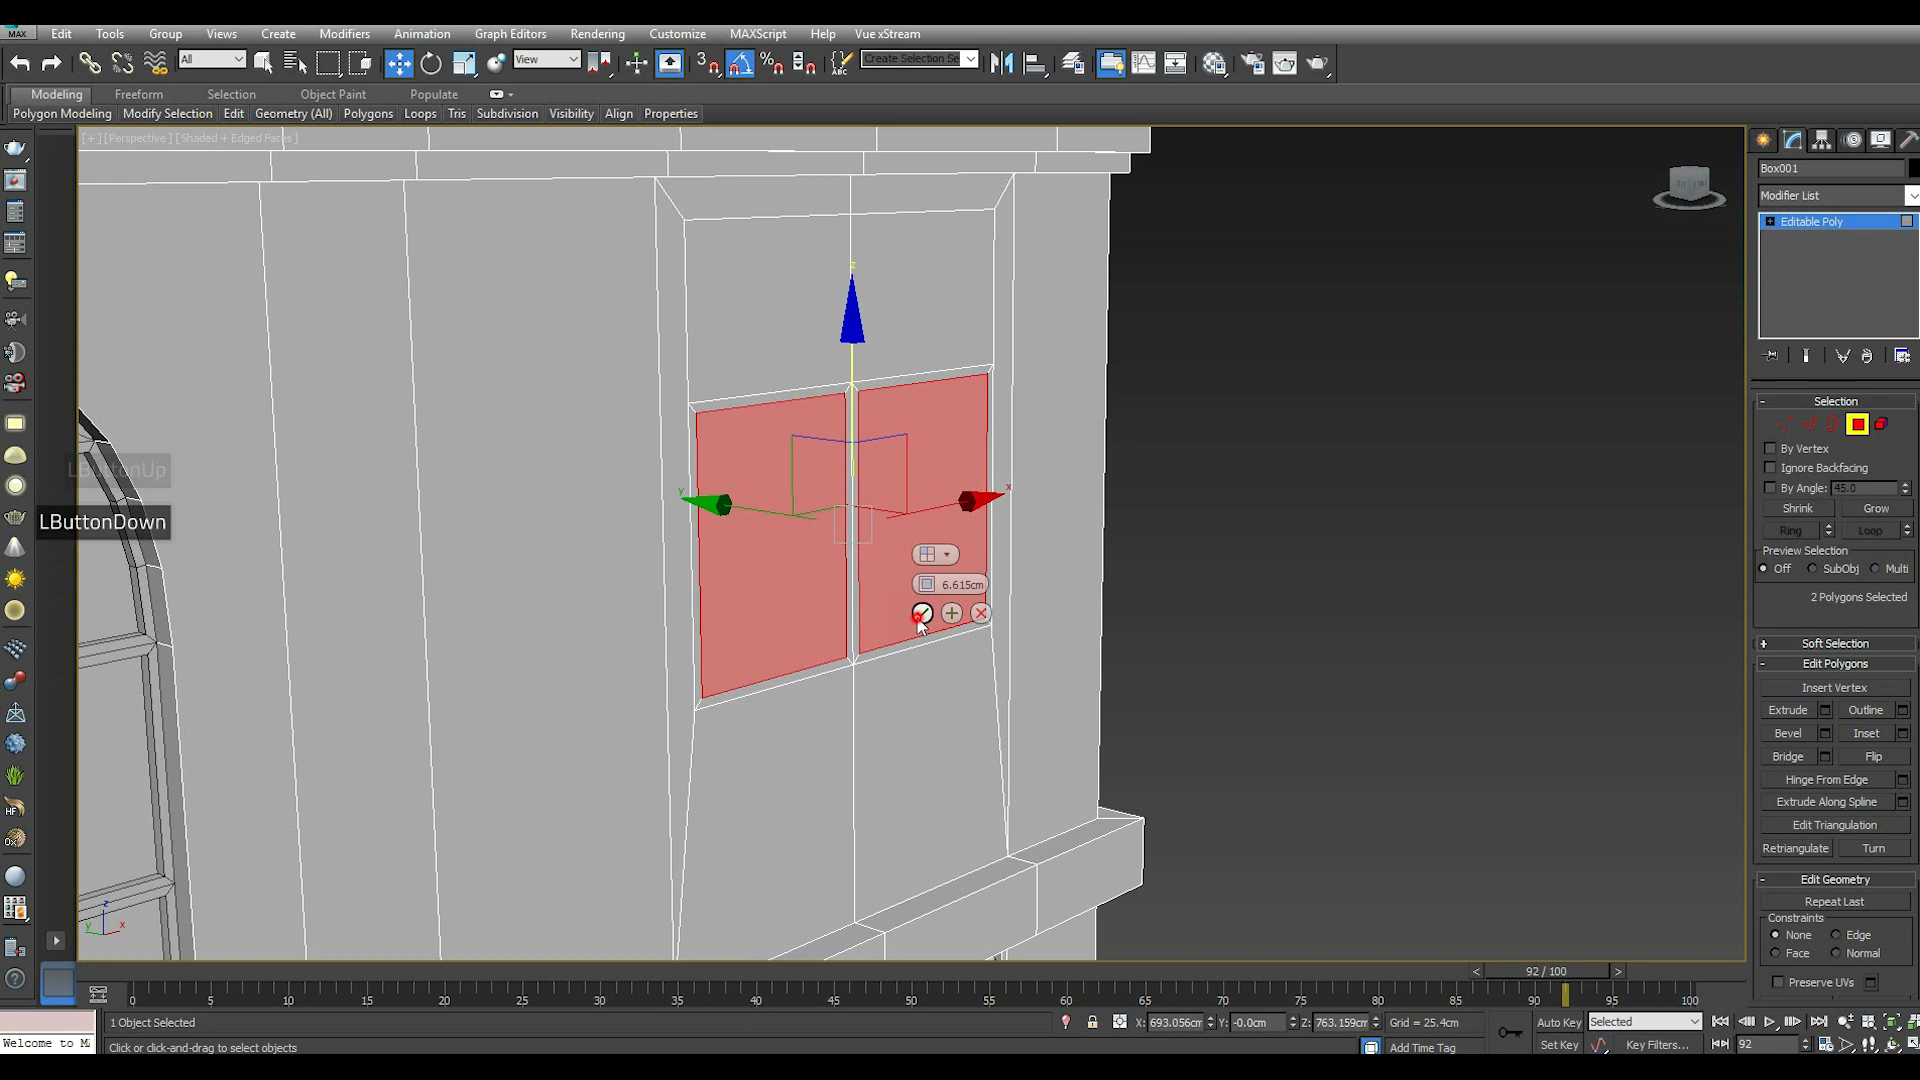 MAX Edit Tools Group Views Create Modifiers Animation Graph Editors Rendering Customize MAXScript Help Vue xStream
All View Create Selection Se
Modeling Freeform Selection Object Paint Populate
Polygon Modeling Modify Selection Edit Geometry (All) Polygons Loops Tris Subdivision Visibility Align Properties
[+] [Perspective] [Shaded + Edged Faces]
Box001
Modifier List
Editable Poly
z
y
x
LButtonUp
LButtonDown
6.615cm
Selection
By Vertex
Ignore Backfacing
By Angle: 45.0
Shrink Grow
Ring Loop
Preview Selection
Off SubObj Multi
2 Polygons Selected
Soft Selection
Edit Polygons
Insert Vertex
Extrude Outline
Bevel Inset
Bridge Flip
Hinge From Edge
Extrude Along Spline
Edit Triangulation
Retriangulate Turn
Edit Geometry
Repeat Last
Constraints
None Edge
Face Normal
Preserve UVs
z
y x
< 92 / 100 >
0 5 10 15 20 25 30 35 40 45 50 55 60 65 70 75 80 85 90 95 100
1 Object Selected X: 693.056cm Y: -0.0cm Z: 763.159cm Grid = 25.4cm Auto Key Selected
Welcome to MA Click or click-and-drag to select objects Add Time Tag Set Key Key Filters... 92